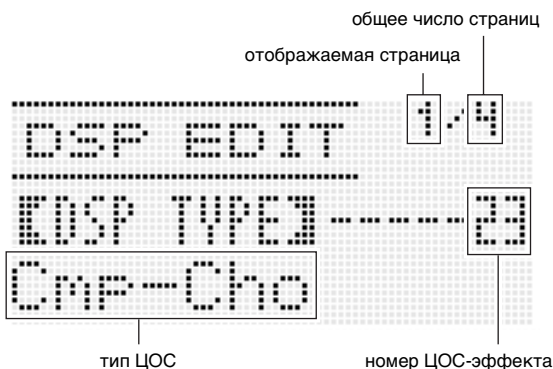 общее число страниц
отображаемая страница
DSP EDIT 1/4
【DSP TYPE】-----23
Cmp-Cho
тип ЦОС
номер ЦОС-эффекта